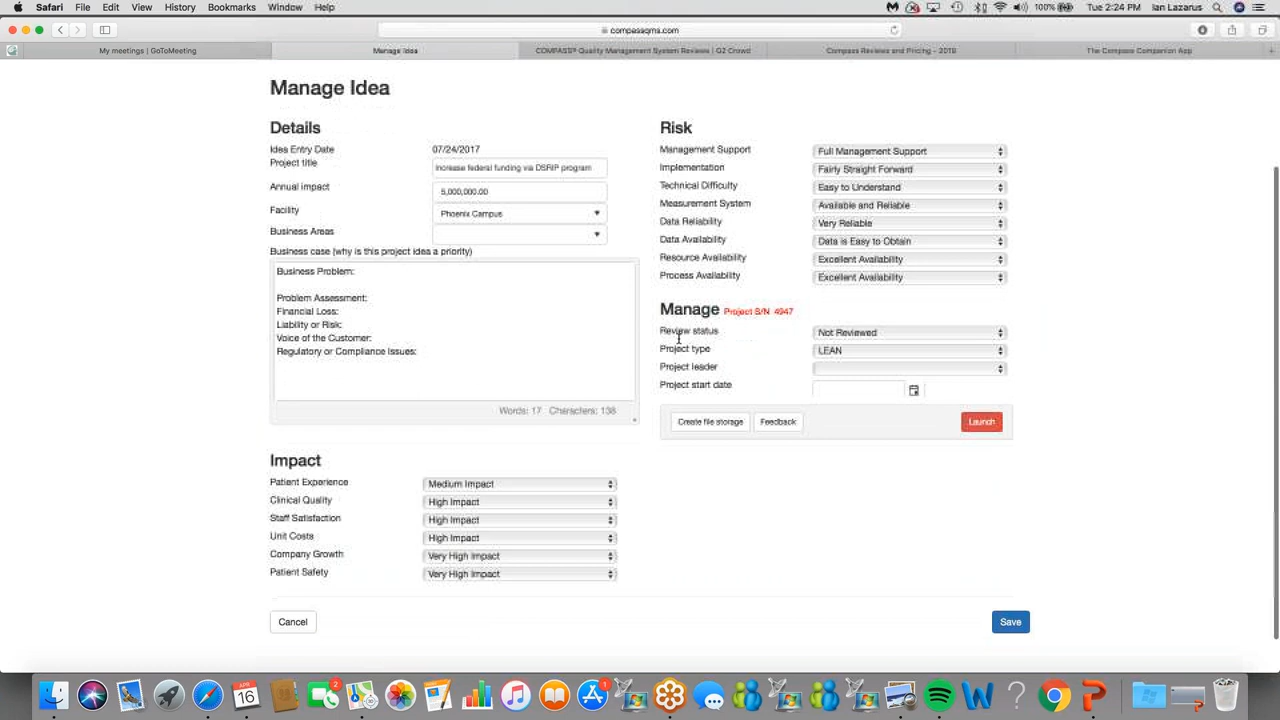 Safari File Edit View History Bookmarks Window Help 100% Tue 2:24 PM Ian Lazarus
compassqms.com
My meetings | GoToMeeting Manage Idea COMPASS® Quality Management System Reviews | G2 Crowd Compass Reviews and Pricing - 2019 The Compass Companion App
Manage Idea
Details
Idea Entry Date 07/24/2017
Project title Increase federal funding via DSRIP program
Annual impact 5,000,000.00
Facility Phoenix Campus
Business Areas
Business case (why is this project idea a priority)
Business Problem:
Problem Assessment:
Financial Loss:
Liability or Risk:
Voice of the Customer:
Regulatory or Compliance Issues:
Words: 17 Characters: 138
Impact
Patient Experience Medium Impact
Clinical Quality High Impact
Staff Satisfaction High Impact
Unit Costs High Impact
Company Growth Very High Impact
Patient Safety Very High Impact
Risk
Management Support Full Management Support
Implementation Fairly Straight Forward
Technical Difficulty Easy to Understand
Measurement System Available and Reliable
Data Reliability Very Reliable
Data Availability Data is Easy to Obtain
Resource Availability Excellent Availability
Process Availability Excellent Availability
Manage Project S/N 4947
Review status Not Reviewed
Project type LEAN
Project leader
Project start date
Create file storage Feedback Launch
Cancel Save
APR
16
2
1